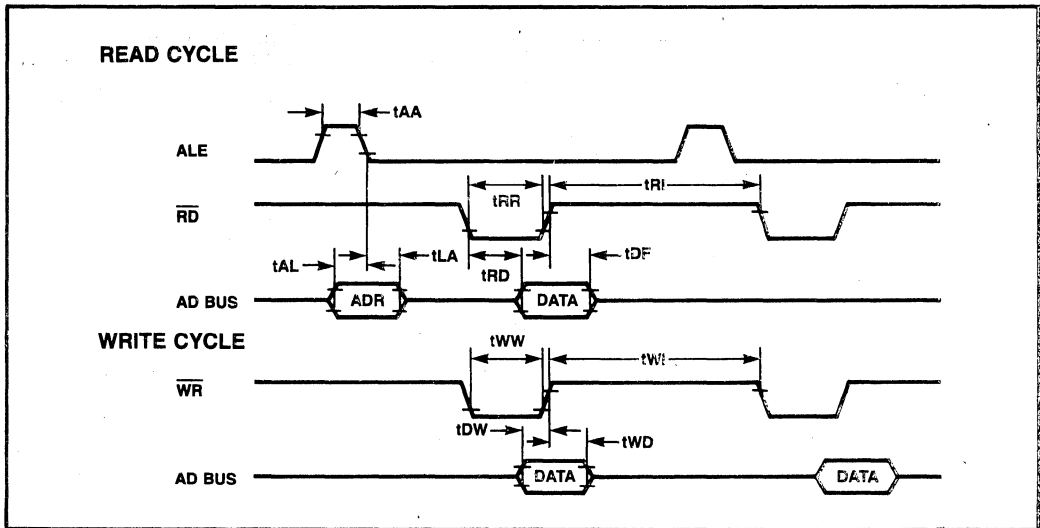 READ CYCLE
tAA
ALE
tRR
tRI
RD
tAL
tLA
tRD
tDF
AD BUS
ADR
DATA
WRITE CYCLE
tWW
tWI
WR
tDW
tWD
AD BUS
DATA
DATA